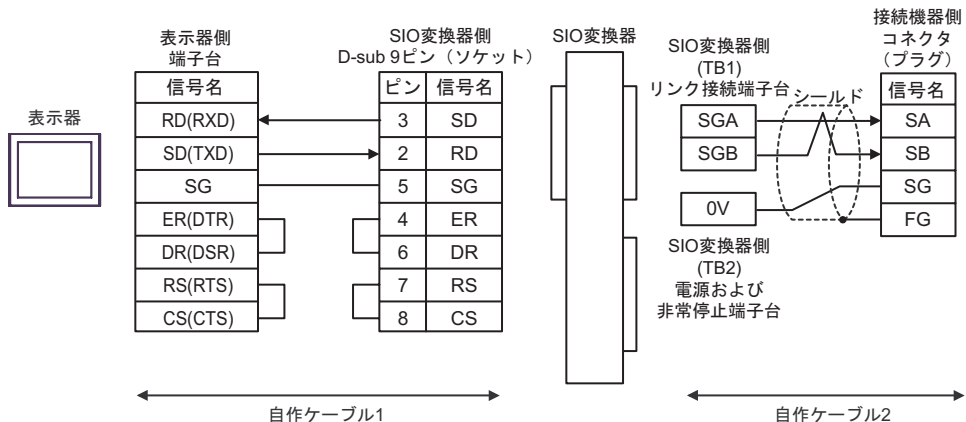 表示器
表示器側
端子台
信号名
RD(RXD)
SD(TXD)
SG
ER(DTR)
DR(DSR)
RS(RTS)
CS(CTS)
SIO変換器側
D-sub 9ピン（ソケット）
ピン 信号名
3 SD
2 RD
5 SG
4 ER
6 DR
7 RS
8 CS
SIO変換器
SIO変換器側
(TB1)
リンク接続端子台
SGA
SGB
0V
SIO変換器側
(TB2)
電源および
非常停止端子台
シールド
接続機器側
コネクタ
（プラグ）
信号名
SA
SB
SG
FG
自作ケーブル1
自作ケーブル2